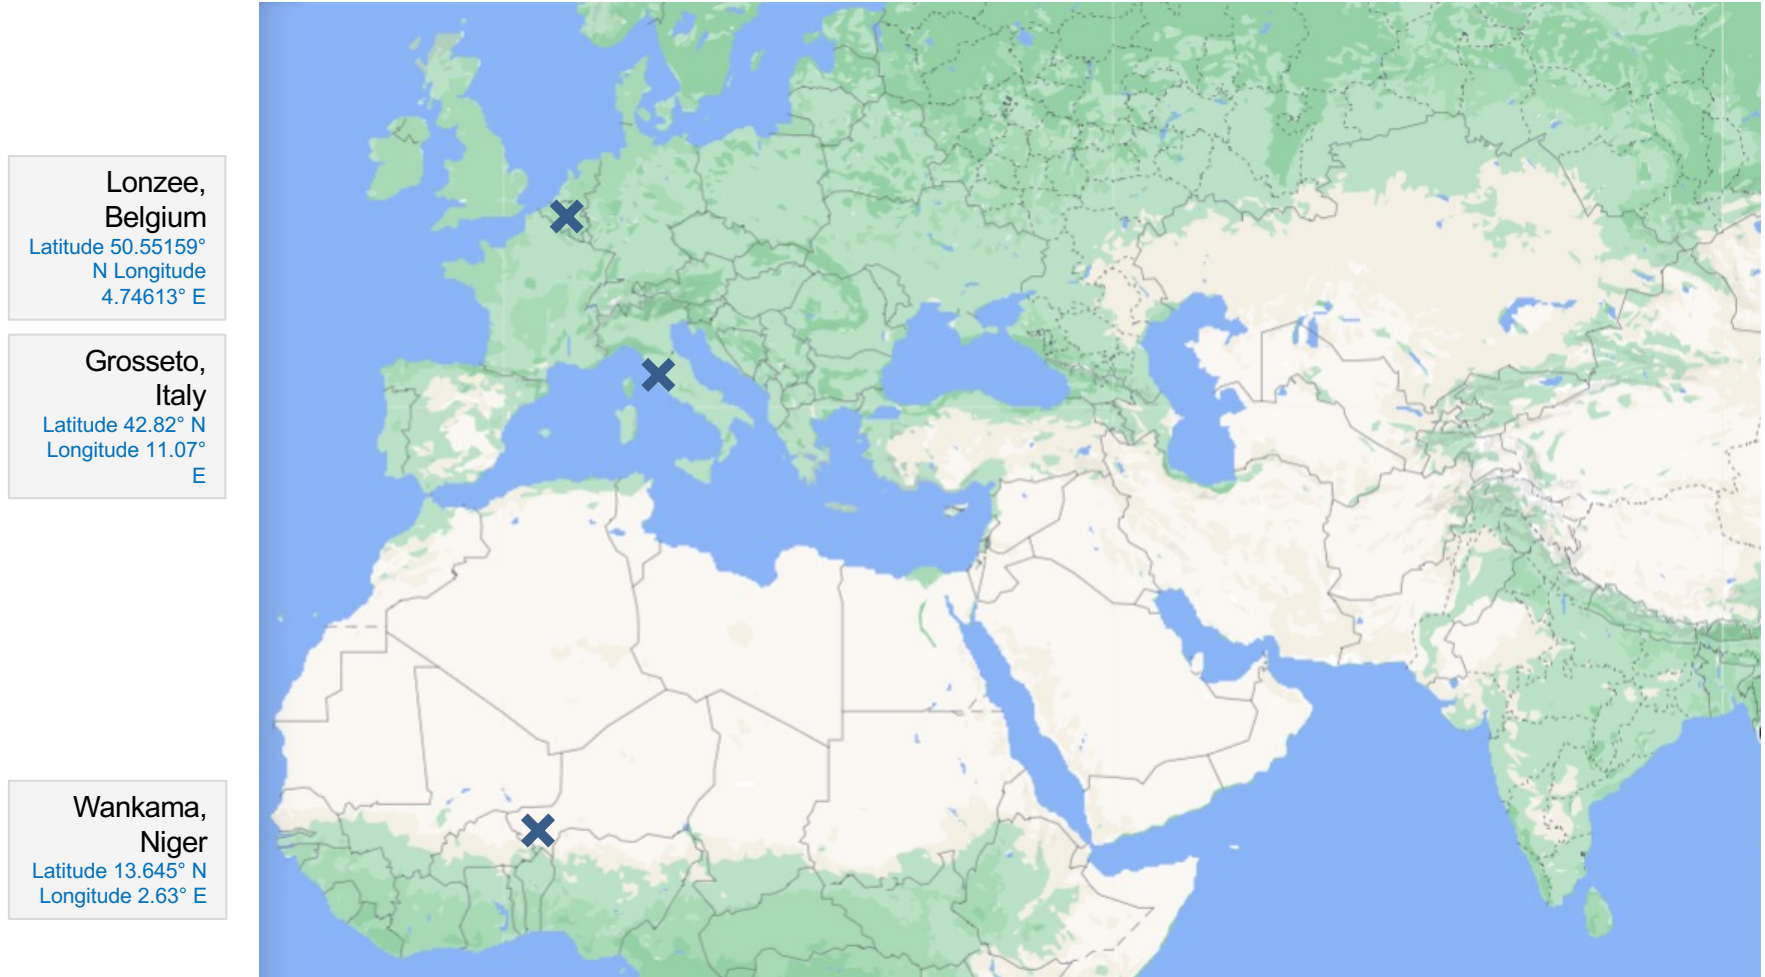 Lonzee,
Belgium
Latitude 50.55159°
N Longitude
4.74613° E
Grosseto,
Italy
Latitude 42.82° N
Longitude 11.07°
E
Wankama,
Niger
Latitude 13.645° N
Longitude 2.63° E